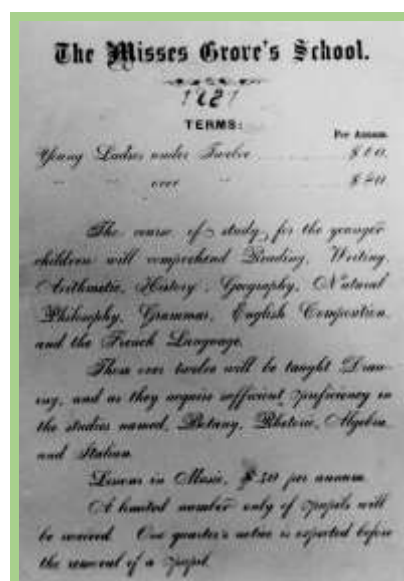 The Misses Grove's School.
TERMS:
Per Annum
Young Ladies under Twelve
" " over "
The course of study, for the younger
children will comprehend Reading, Writing,
Arithmetic, History, Geography, Natural
Philosophy, Grammar, English Composition
and the French Language.
Those over twelve will be taught Draw-
ing, and as they acquire sufficient proficiency in
the studies named, Botany, Rhetoric, Algebra
and Italian.
Lessons in Music, per annum.
A limited number only of pupils will
be received. One quarter's notice is expected before
the removal of a pupil.